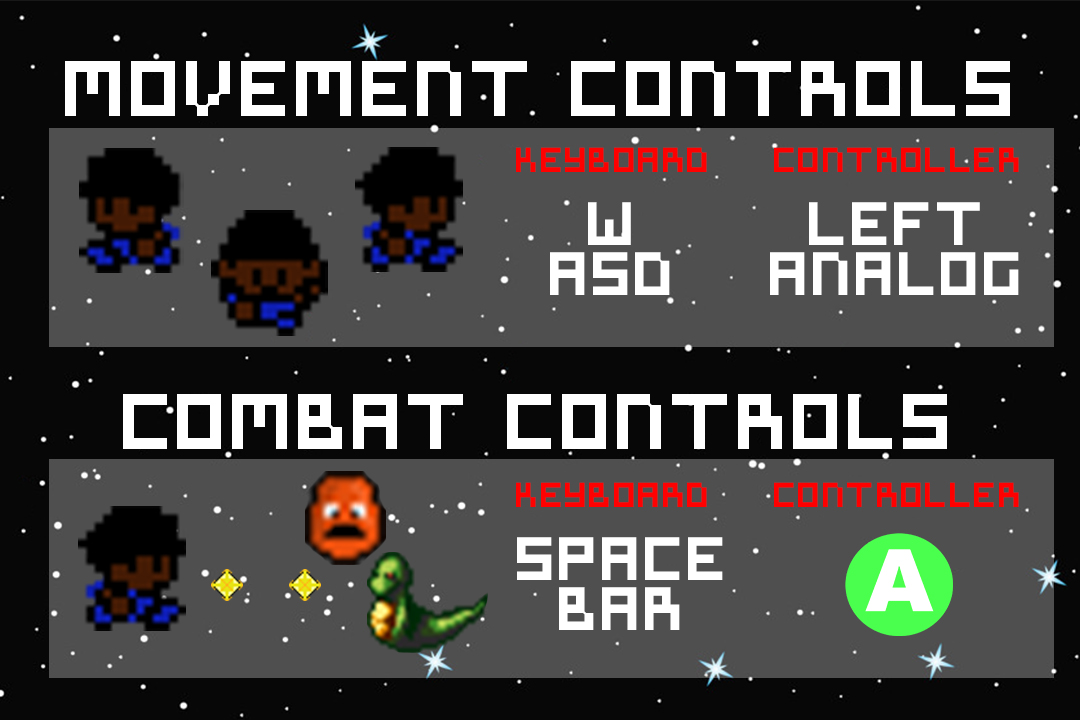 MOVEMENT CONTROLS
KEYBOARD
CONTROLLER
W
ASD
LEFT
ANALOG
COMBAT CONTROLS
KEYBOARD
CONTROLLER
SPACE
BAR
A